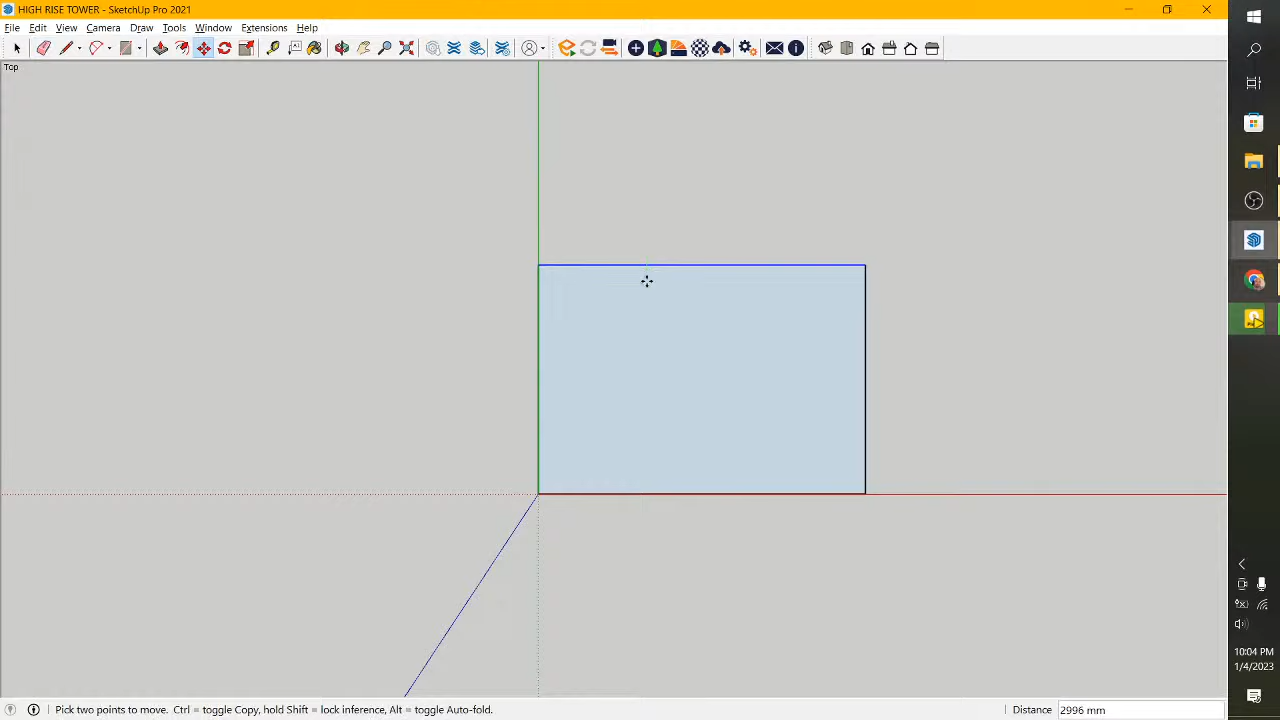 HIGH RISE TOWER - SketchUp Pro 2021
File Edit View Camera Draw Tools Window Extensions Help
Top
10:04 PM
1/4/2023
Pick two points to move. Ctrl = toggle Copy, hold Shift = lock inference, Alt = toggle Auto-fold. Distance 2996 mm